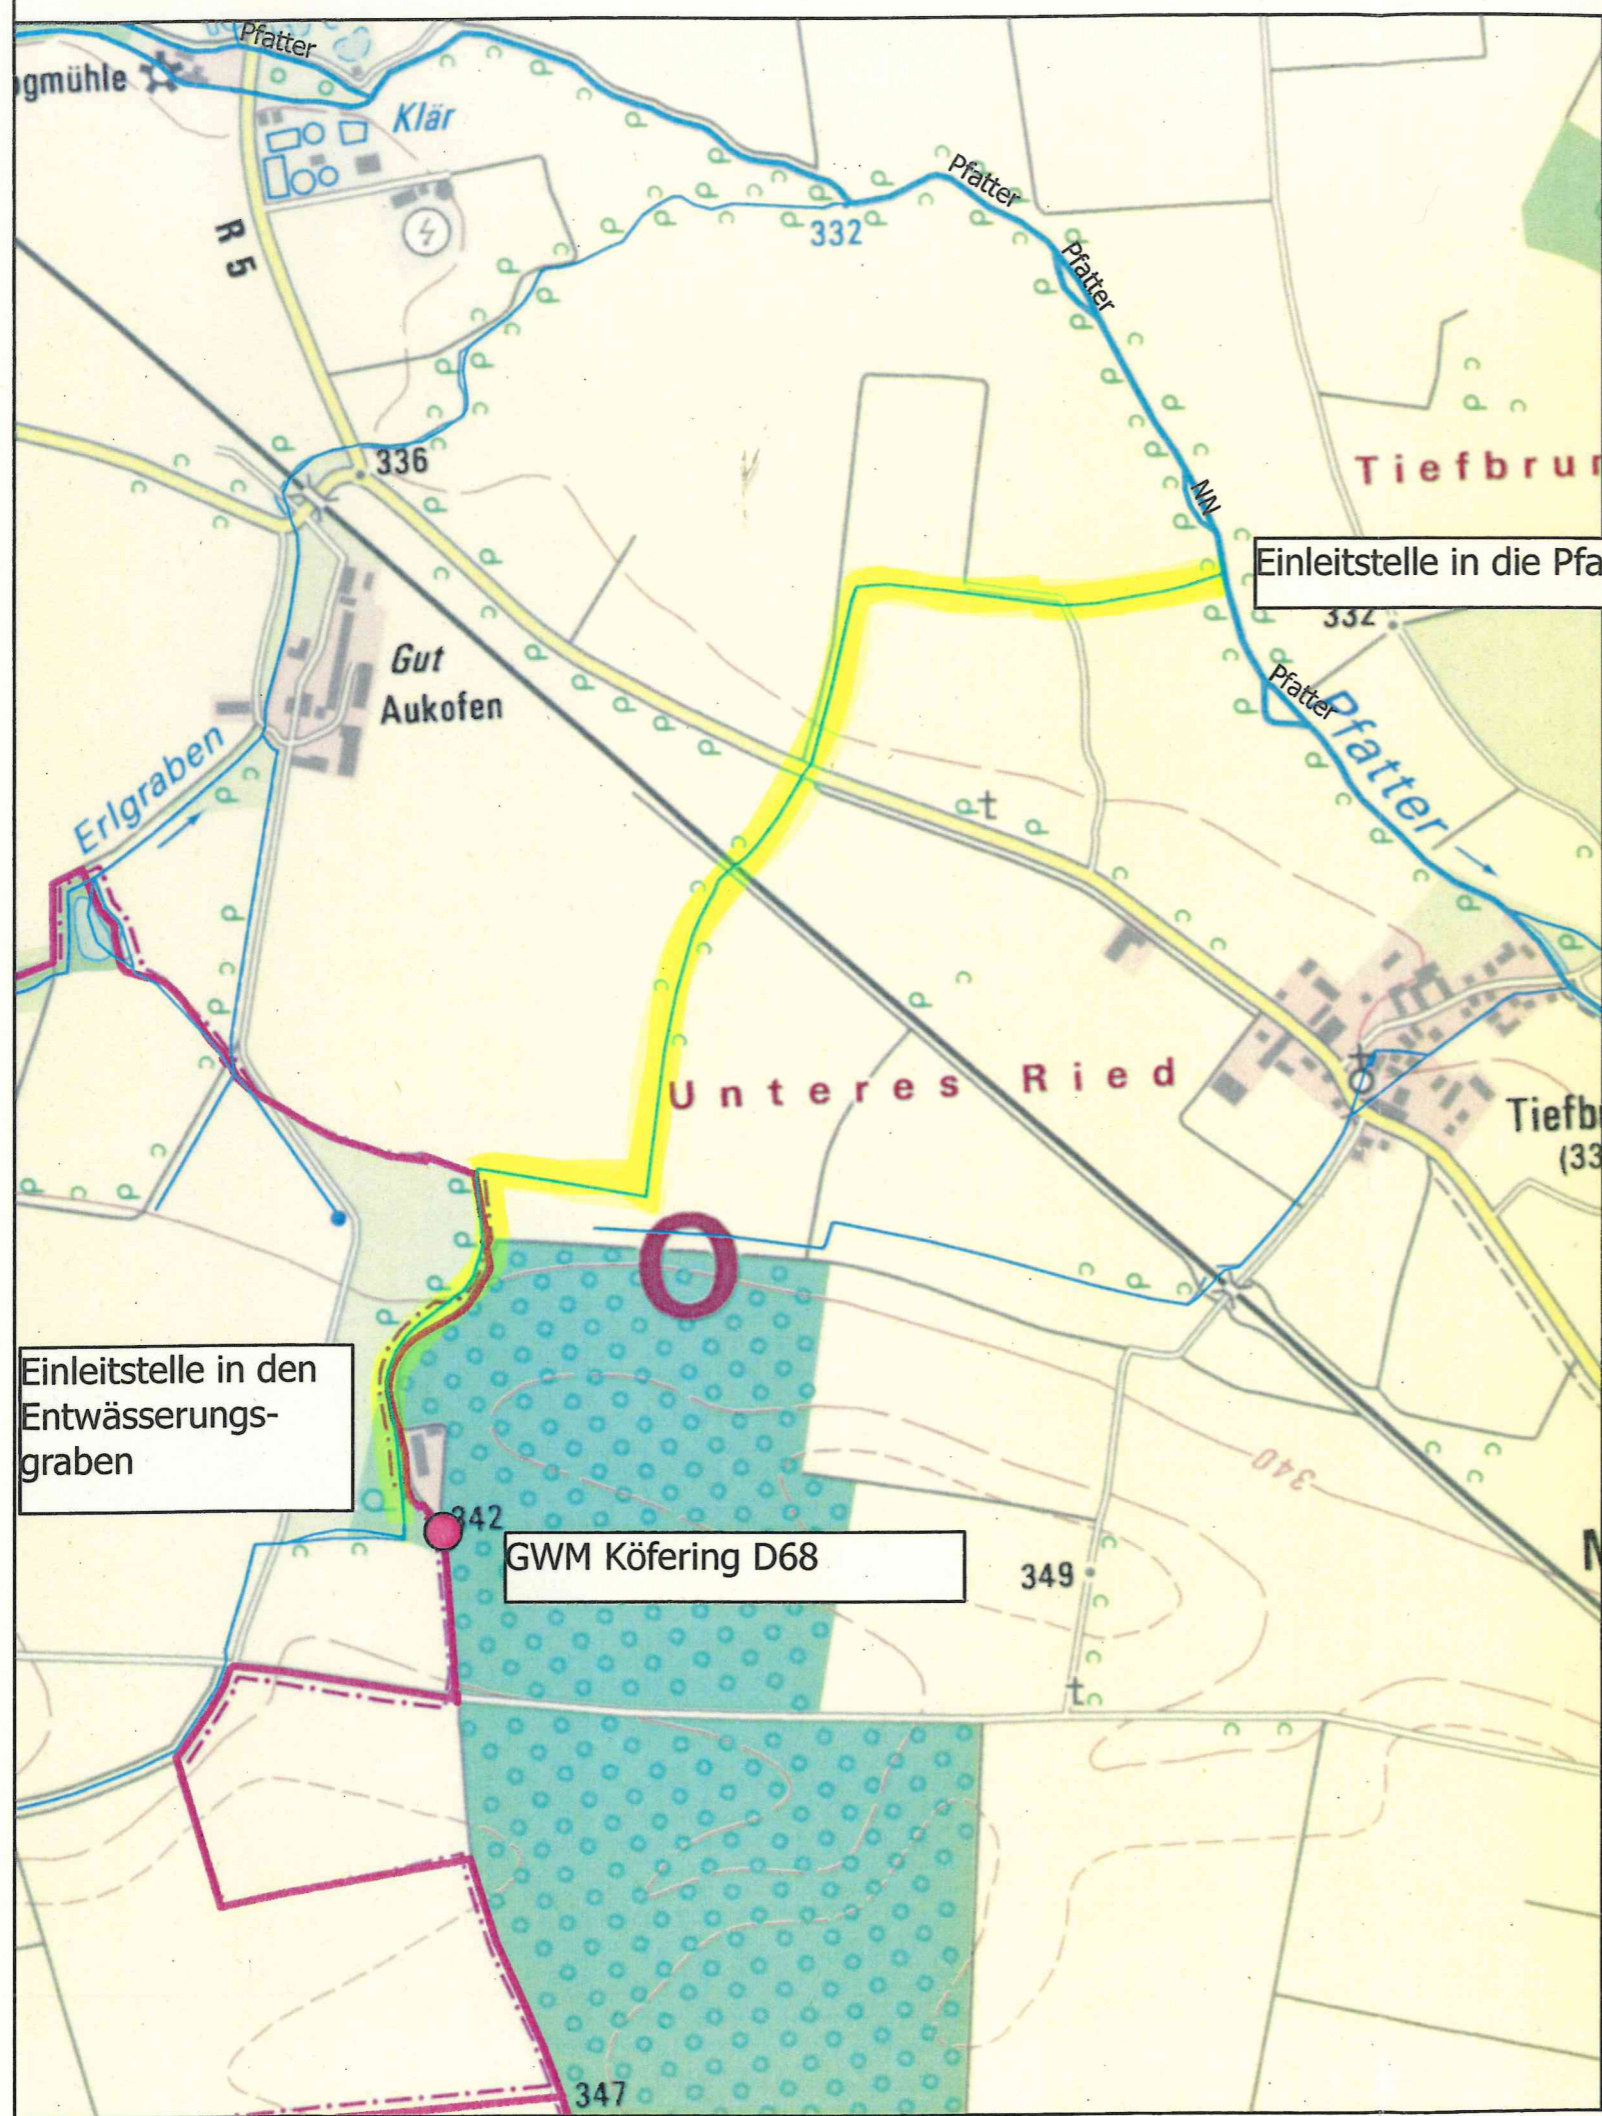 Pfatter
gmühle
Klär
Pfatter
R 5
332
Pfatter
336
Tiefbrun
NN
Einleitstelle in die Pfa
332
Gut
Aukofen
Pfatter
Pfatter
Erlgraben
Unteres Ried
Tiefb
(33
O
Einleitstelle in den
Entwässerungs-
graben
340
342
GWM Köfering D68
349
347